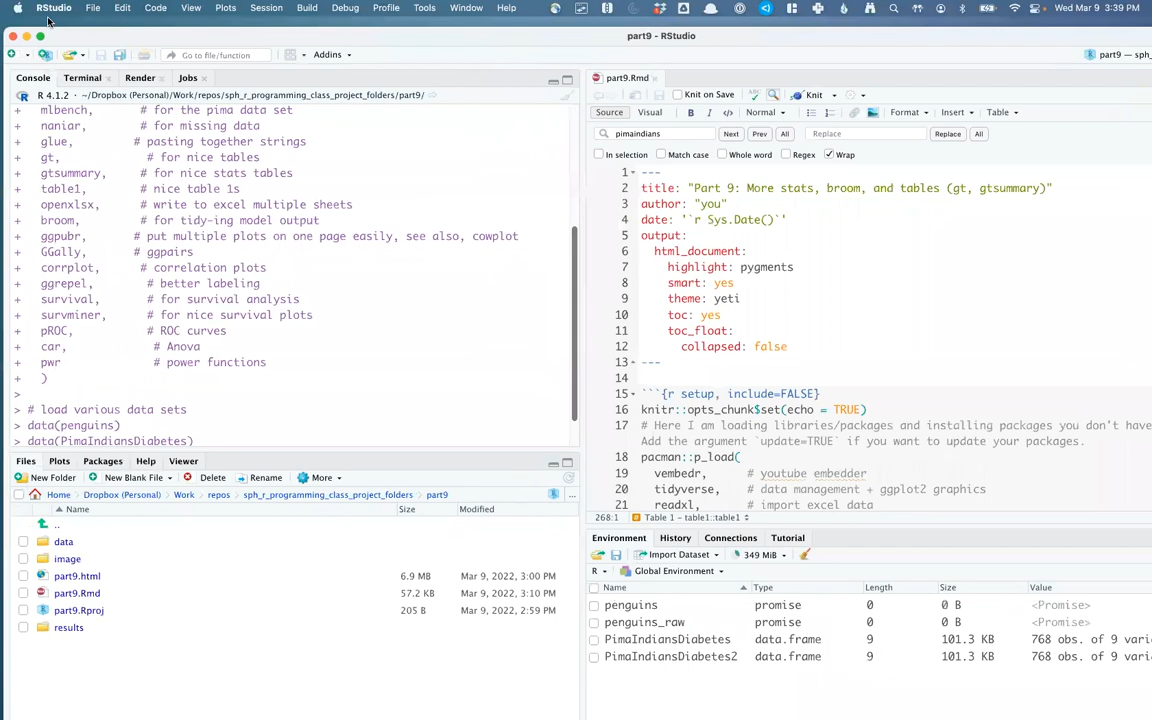 RStudio File Edit Code View Plots Session Build Debug Profile Tools Window Help Wed Mar 9 3:39 PM
part9 - RStudio
Go to file/function Addins part9 — sph_
Console Terminal Render Jobs
R 4.1.2 · ~/Dropbox (Personal)/Work/repos/sph_r_programming_class_project_folders/part9/
+ mlbench, # for the pima data set
+ naniar, # for missing data
+ glue, # pasting together strings
+ gt, # for nice tables
+ gtsummary, # for nice stats tables
+ table1, # nice table 1s
+ openxlsx, # write to excel multiple sheets
+ broom, # for tidy-ing model output
+ ggpubr, # put multiple plots on one page easily, see also, cowplot
+ GGally, # ggpairs
+ corrplot, # correlation plots
+ ggrepel, # better labeling
+ survival, # for survival analysis
+ survminer, # for nice survival plots
+ pROC, # ROC curves
+ car, # Anova
+ pwr # power functions
+ )
>
> # load various data sets
> data(penguins)
> data(PimaIndiansDiabetes)
part9.Rmd
Knit on Save Knit
Source Visual B I </> Normal Format Insert Table
pimaindians Next Prev All Replace Replace All
In selection Match case Whole word Regex Wrap
1 ---
2 title: "Part 9: More stats, broom, and tables (gt, gtsummary)"
3 author: "you"
4 date: '`r Sys.Date()`'
5 output:
6 html_document:
7 highlight: pygments
8 smart: yes
9 theme: yeti
10 toc: yes
11 toc_float:
12 collapsed: false
13 ---
14
15 ```{r setup, include=FALSE}
16 knitr::opts_chunk$set(echo = TRUE)
17 # Here I am loading libraries/packages and installing packages you don't have
Add the argument `update=TRUE` if you want to update your packages.
18 pacman::p_load(
19 vembedr, # youtube embedder
20 tidyverse, # data management + ggplot2 graphics
21 readxl, # import excel data
268:1 Table 1 - table1::table1
Files Plots Packages Help Viewer
New Folder New Blank File Delete Rename More
Home Dropbox (Personal) Work repos sph_r_programming_class_project_folders part9 ...
Name Size Modified
..
data
image
part9.html 6.9 MB Mar 9, 2022, 3:00 PM
part9.Rmd 57.2 KB Mar 9, 2022, 3:10 PM
part9.Rproj 205 B Mar 9, 2022, 2:59 PM
results
Environment History Connections Tutorial
Import Dataset 349 MiB
R Global Environment
Name Type Length Size Value
penguins promise 0 0 B <Promise>
penguins_raw promise 0 0 B <Promise>
PimaIndiansDiabetes data.frame 9 101.3 KB 768 obs. of 9 vari
PimaIndiansDiabetes2 data.frame 9 101.3 KB 768 obs. of 9 vari